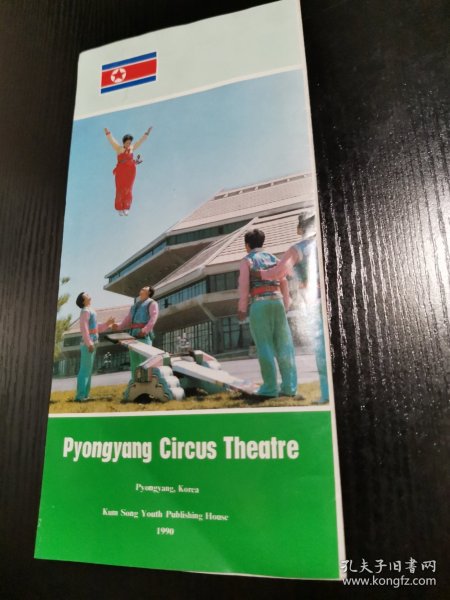 Pyongyang Circus Theatre
Pyongyang, Korea
Kum Song Youth Publishing House
1990
孔夫子旧书网
www.kongfz.com